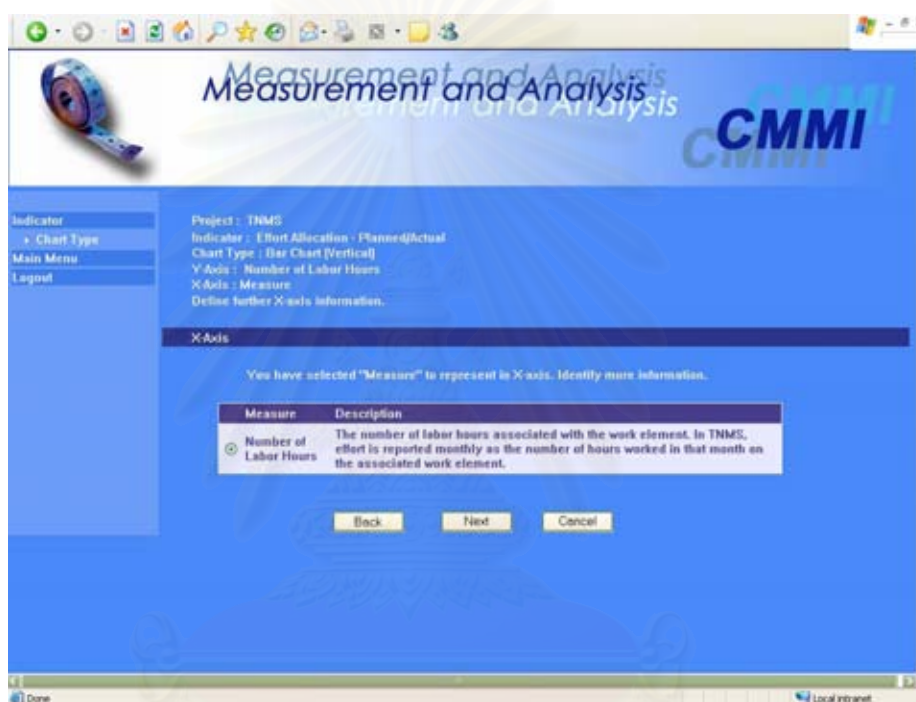 Measurement and Analysis
CMMI
Indicator
Chart Type
Main Menu
Logout
Project : TNMS
Indicator : Effort Allocation - Planned/Actual
Chart Type : Bar Chart (Vertical)
Y-Axis : Number of Labor Hours
X-Axis : Measure
Define further X-axis information.
X-Axis
You have selected "Measure" to represent in X-axis. Identify more information.
Measure Description
Number of Labor Hours
The number of labor hours associated with the work element. In TNMS,
effort is reported monthly as the number of hours worked in that month on
the associated work element.
Back Next Cancel
Done Local intranet